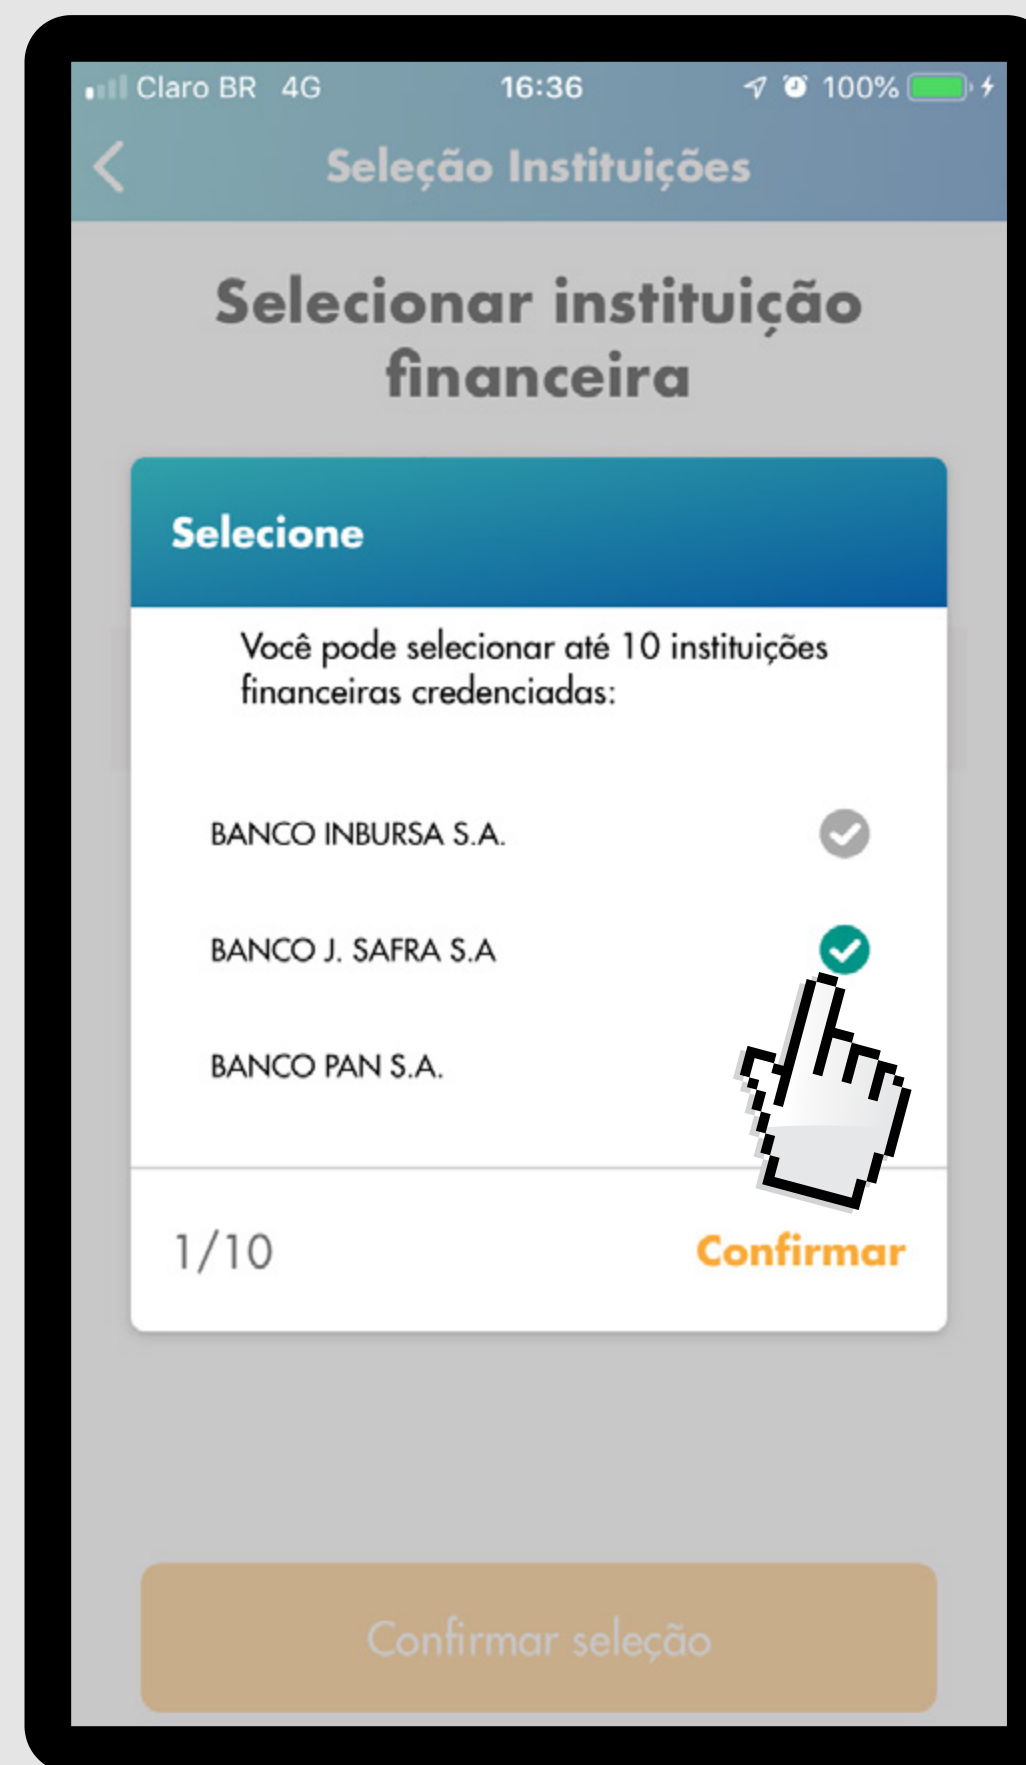 Claro BR 4G 16:36 100%
Seleção Instituições
Selecionar instituição
financeira
Selecione
Você pode selecionar até 10 instituições
financeiras credenciadas:
BANCO INBURSA S.A.
BANCO J. SAFRA S.A
BANCO PAN S.A.
1/10 Confirmar
Confirmar seleção